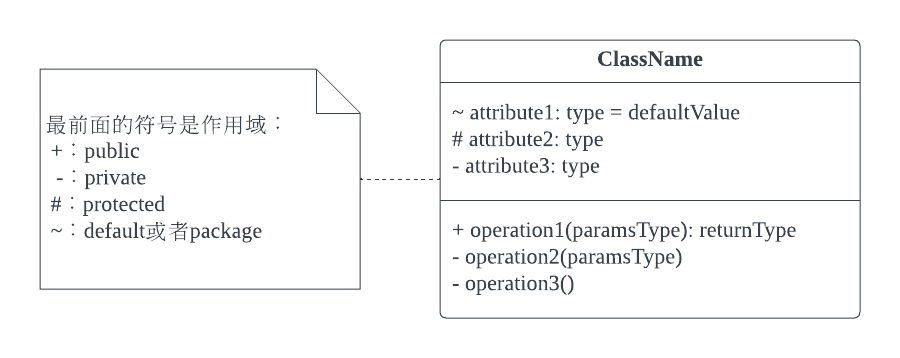 最前面的符号是作用域：
+：public
-：private
#：protected
~：default或者package
ClassName
~ attribute1: type = defaultValue
# attribute2: type
- attribute3: type
+ operation1(paramsType): returnType
- operation2(paramsType)
- operation3()